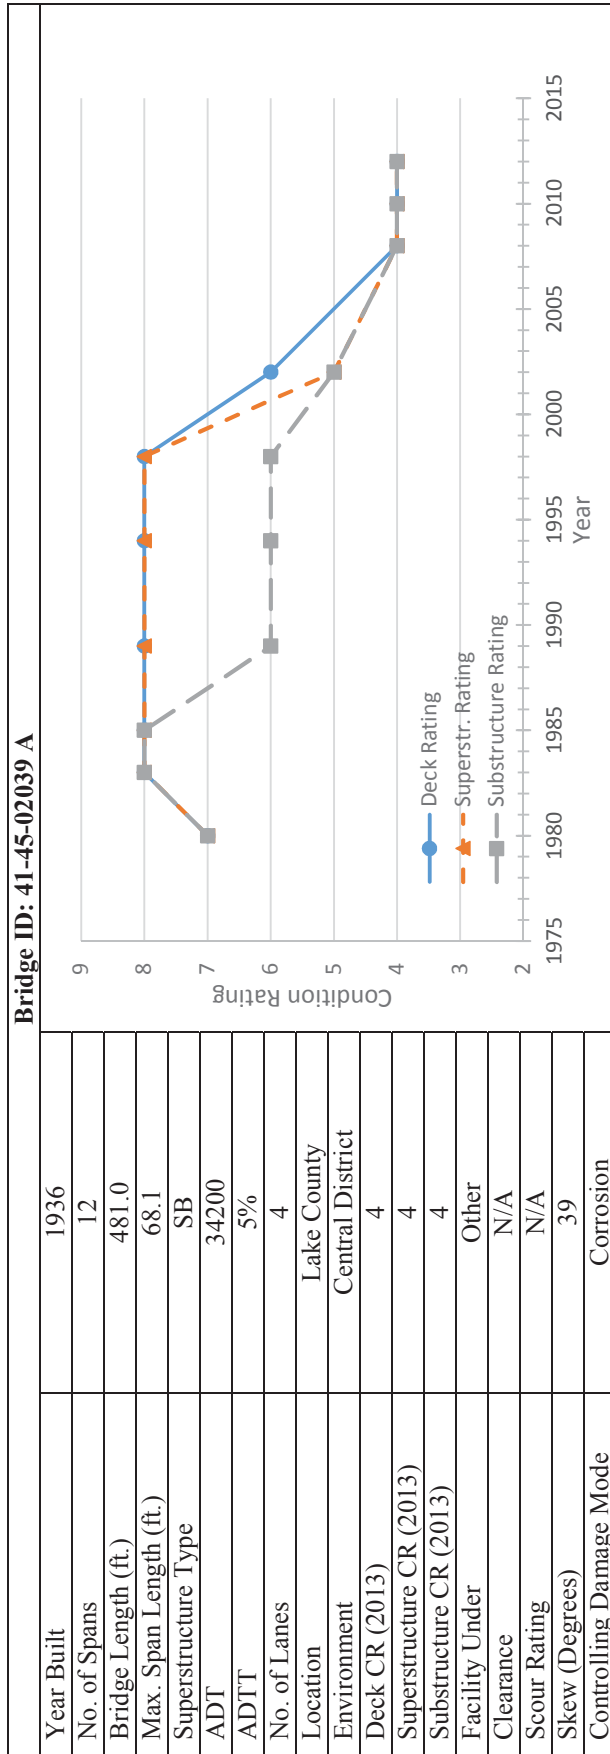 Bridge ID: 41-45-02039 A
Year Built 1936
No. of Spans 12
Bridge Length (ft.) 481.0
Max. Span Length (ft.) 68.1
Superstructure Type SB
ADT 34200
ADTT 5%
No. of Lanes 4
Location Lake County
Environment Central District
Deck CR (2013) 4
Superstructure CR (2013) 4
Substructure CR (2013) 4
Facility Under Other
Clearance N/A
Scour Rating N/A
Skew (Degrees) 39
Controlling Damage Mode Corrosion
Condition Rating
9
8
7
6
5
4
3
2
Deck Rating
Superstr. Rating
Substructure Rating
1975 1980 1985 1990 1995 2000 2005 2010 2015
Year